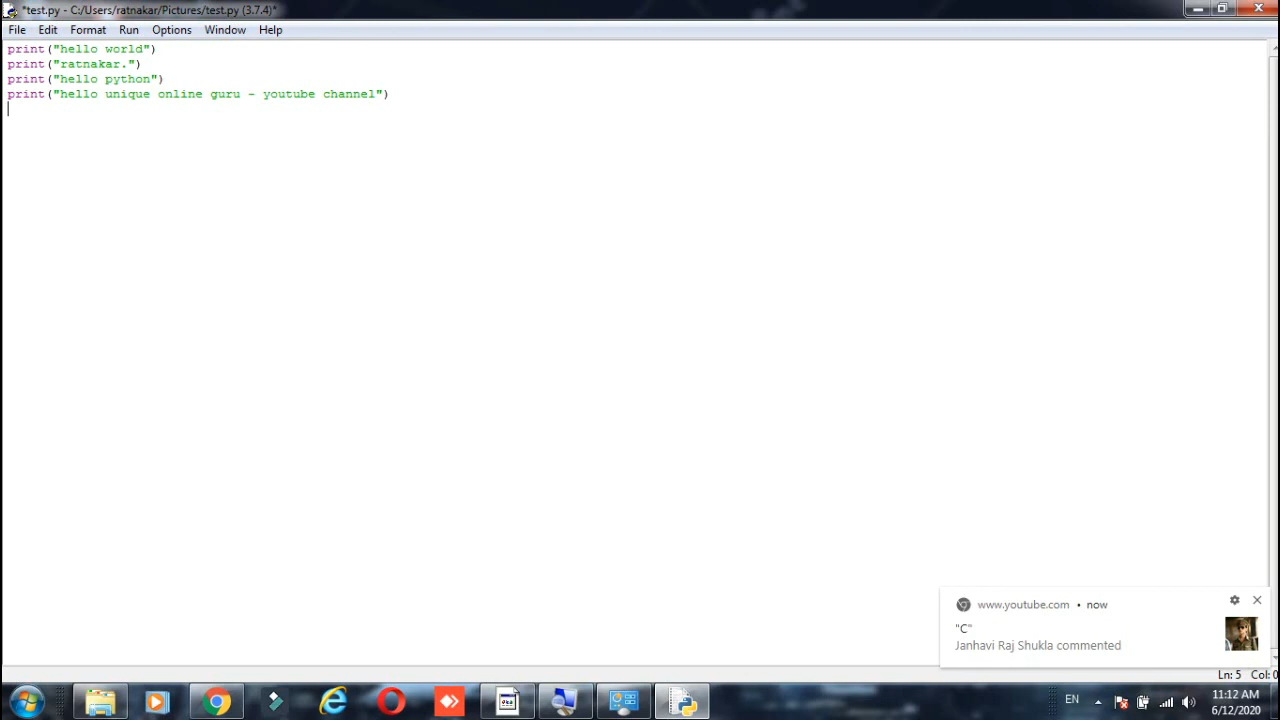 *test.py - C:/Users/ratnakar/Pictures/test.py (3.7.4)*
File Edit Format Run Options Window Help
print("hello world")
print("ratnakar.")
print("hello python")
print("hello unique online guru - youtube channel")
www.youtube.com • now
"C"
Janhavi Raj Shukla commented
Ln: 5 Col: 0
EN
11:12 AM
6/12/2020